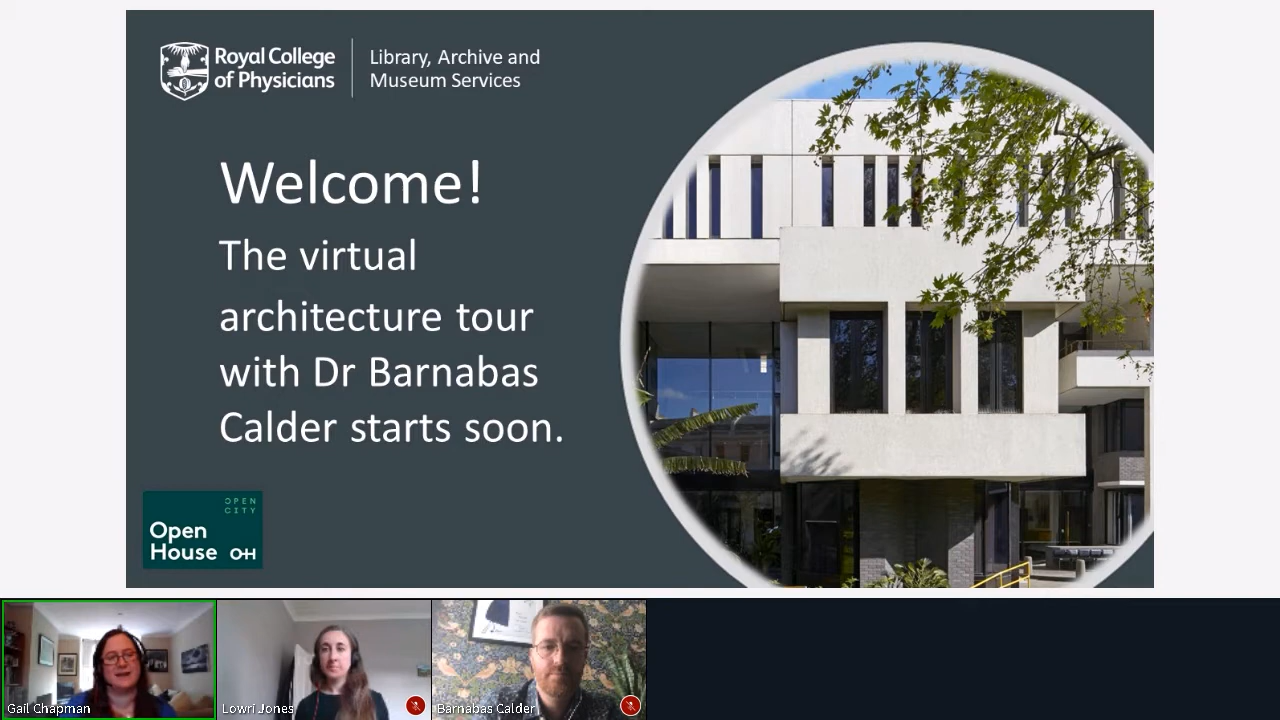 Royal College
of Physicians
Library, Archive and
Museum Services
Welcome!
The virtual
architecture tour
with Dr Barnabas
Calder starts soon.
OPEN
CITY
Open
House OH
Gail Chapman
Lowri Jones
Barnabas Calder